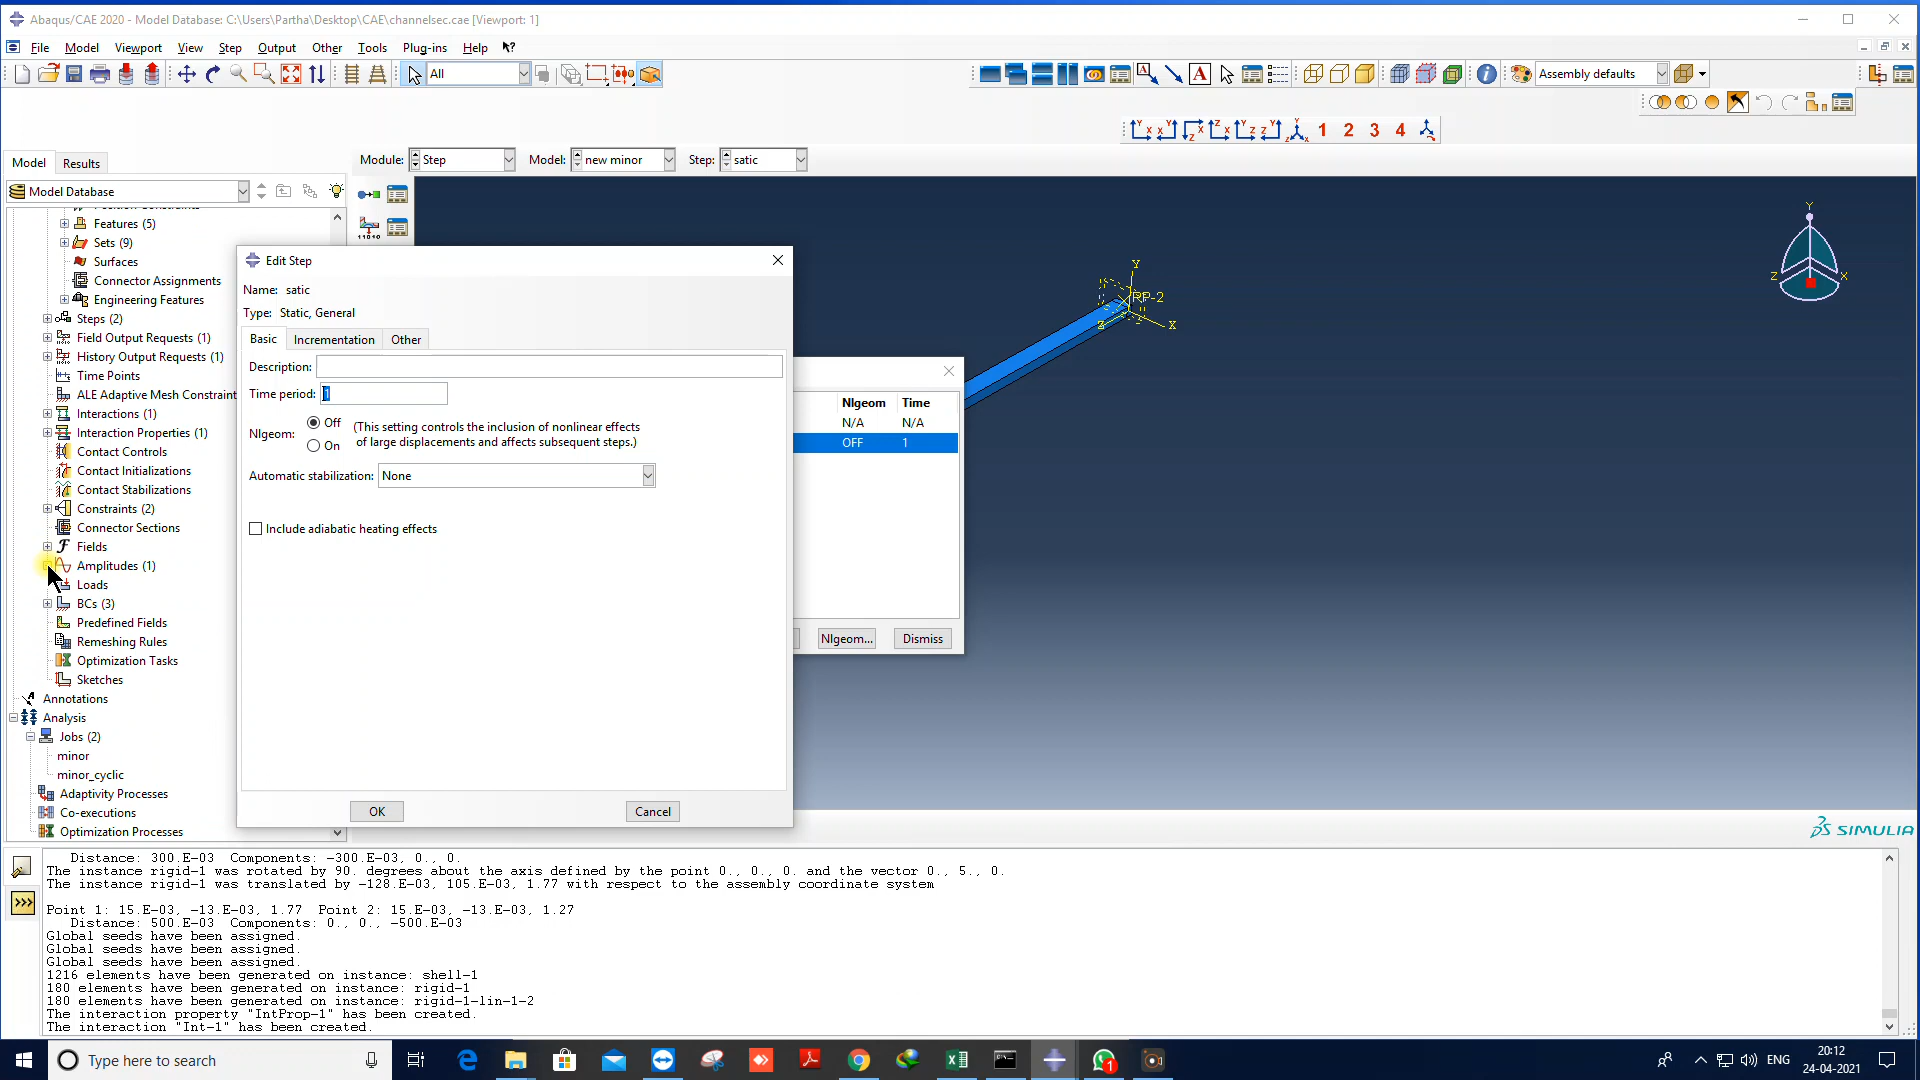 Abaqus/CAE 2020 - Model Database: C:\Users\Partha\Desktop\CAE\channelsec.cae [Viewport: 1]
File Model Viewport View Step Output Other Tools Plug-ins Help
All
Assembly defaults
1 2 3 4
Model Results
Module: Step Model: new minor Step: satic
Model Database
Features (5)
Sets (9)
Surfaces
Connector Assignments
Engineering Features
Steps (2)
Field Output Requests (1)
History Output Requests (1)
Time Points
ALE Adaptive Mesh Constraint
Interactions (1)
Interaction Properties (1)
Contact Controls
Contact Initializations
Contact Stabilizations
Constraints (2)
Connector Sections
Fields
Amplitudes (1)
Loads
BCs (3)
Predefined Fields
Remeshing Rules
Optimization Tasks
Sketches
Annotations
Analysis
Jobs (2)
minor
minor_cyclic
Adaptivity Processes
Co-executions
Optimization Processes
Edit Step
Name: satic
Type: Static, General
Basic Incrementation Other
Description:
Time period: 1
Nlgeom:
Off
On
(This setting controls the inclusion of nonlinear effects
of large displacements and affects subsequent steps.)
Automatic stabilization: None
Include adiabatic heating effects
OK Cancel
Nlgeom Time
N/A N/A
OFF 1
Nlgeom... Dismiss
Y
RP-2
Z X
Y
Z X
SIMULIA
Distance: 300.E-03 Components: -300.E-03, 0., 0.
The instance rigid-1 was rotated by 90. degrees about the axis defined by the point 0., 0., 0. and the vector 0., 5., 0.
The instance rigid-1 was translated by -128.E-03, 105.E-03, 1.77 with respect to the assembly coordinate system
Point 1: 15.E-03, -13.E-03, 1.77 Point 2: 15.E-03, -13.E-03, 1.27
Distance: 500.E-03 Components: 0., 0., -500.E-03
Global seeds have been assigned.
Global seeds have been assigned.
Global seeds have been assigned.
1216 elements have been generated on instance: shell-1
180 elements have been generated on instance: rigid-1
180 elements have been generated on instance: rigid-1-lin-1-2
The interaction property "IntProp-1" has been created.
The interaction "Int-1" has been created.
Type here to search
ENG
20:12
24-04-2021